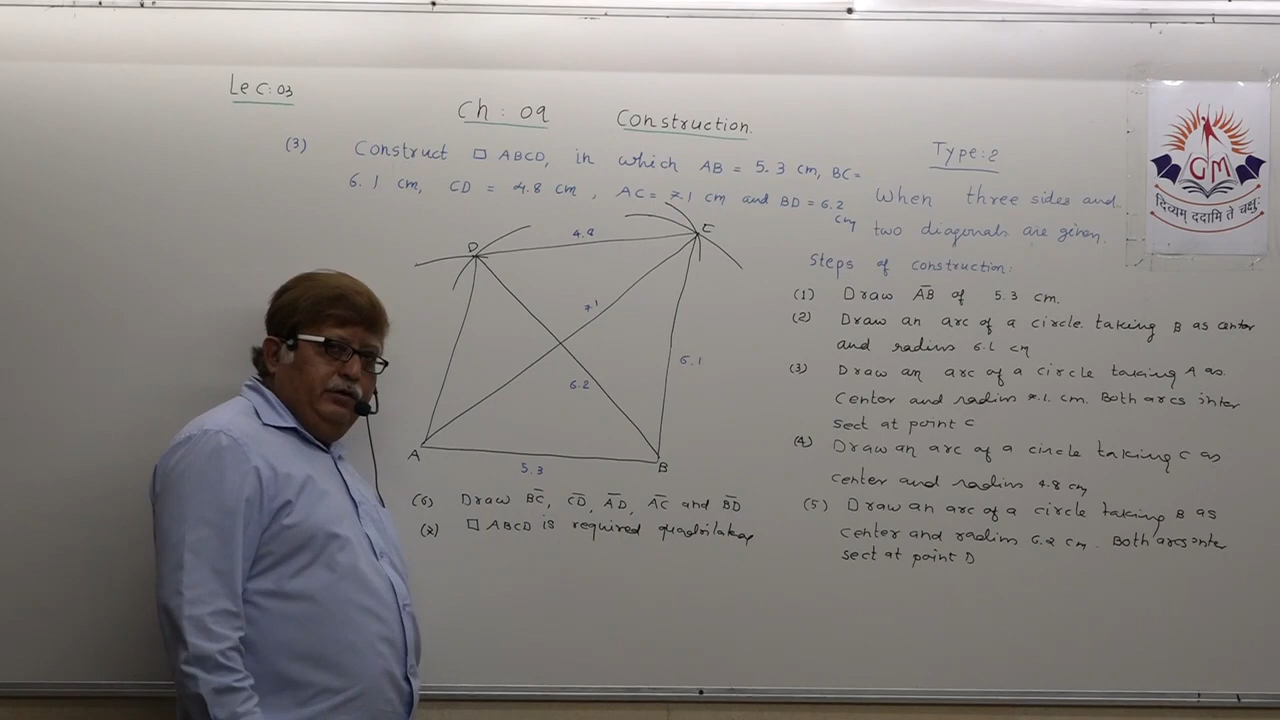 Lec:03
Ch: 09 Construction.
(3) Construct □ ABCD, in which AB = 5.3 cm, BC =
6.1 cm, CD = 4.8 cm, AC = 7.1 cm and BD = 6.2
cm
Type:2
When three sides and
two diagonals are given.
Steps of construction:
(1) Draw AB of 5.3 cm.
(2) Draw an arc of a circle taking B as center
and radius 6.1 cm
(3) Draw an arc of a circle taking A as
center and radius 7.1 cm. Both arcs inter
sect at point C
(4) Draw an arc of a circle taking C as
center and radius 4.8 cm
(5) Draw an arc of a circle taking B as
center and radius 6.2 cm. Both arcs inter
sect at point D
D
C
7.1
6.2
6.1
A
5.3
B
(6) Draw BC, CD, AD, AC and BD
(7) □ ABCD is required quadrilateral
GM
दिव्यम् ददामि ते चक्षुः